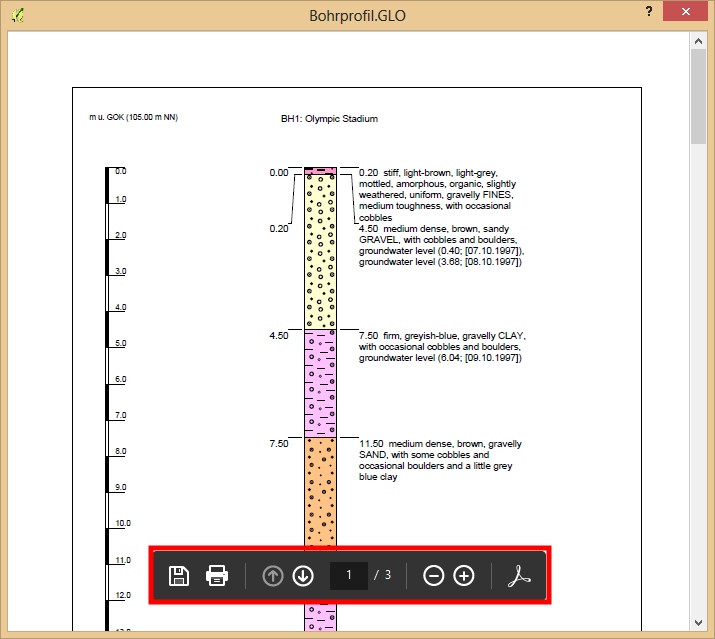 Bohrprofil.GLO
?
m u. GOK (105.00 m NN)
BH1: Olympic Stadium
0.0
1.0
2.0
3.0
4.0
5.0
6.0
7.0
8.0
9.0
10.0
11.0
12.0
0.00
0.20
4.50
7.50
0.20 stiff, light-brown, light-grey,
mottled, amorphous, organic, slightly
weathered, uniform, gravelly FINES,
medium toughness, with occasional
cobbles
4.50 medium dense, brown, sandy
GRAVEL, with cobbles and boulders,
groundwater level (0.40; [07.10.1997]),
groundwater level (3.68; [08.10.1997])
7.50 firm, greyish-blue, gravelly CLAY,
with occasional cobbles and boulders,
groundwater level (6.04; [09.10.1997])
11.50 medium dense, brown, gravelly
SAND, with some cobbles and
occasional boulders and a little grey
blue clay
1 / 3